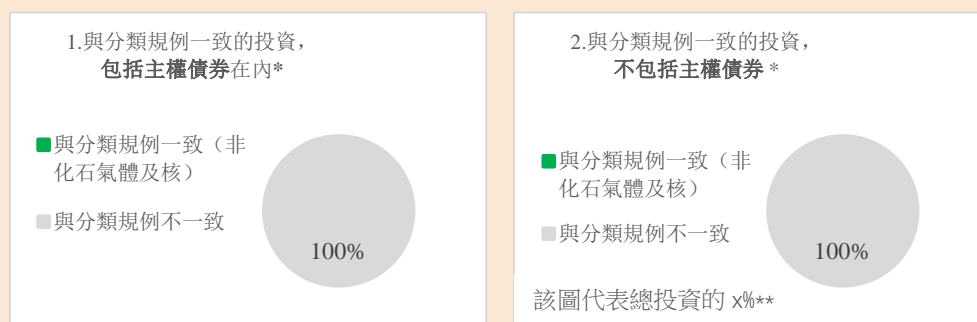 1.與分類規例一致的投資，
包括主權債券在內*
與分類規例一致（非
化石氣體及核）
與分類規例不一致
100%
2.與分類規例一致的投資，
不包括主權債券 *
與分類規例一致（非
化石氣體及核）
與分類規例不一致
100%
該圖代表總投資的 x%**